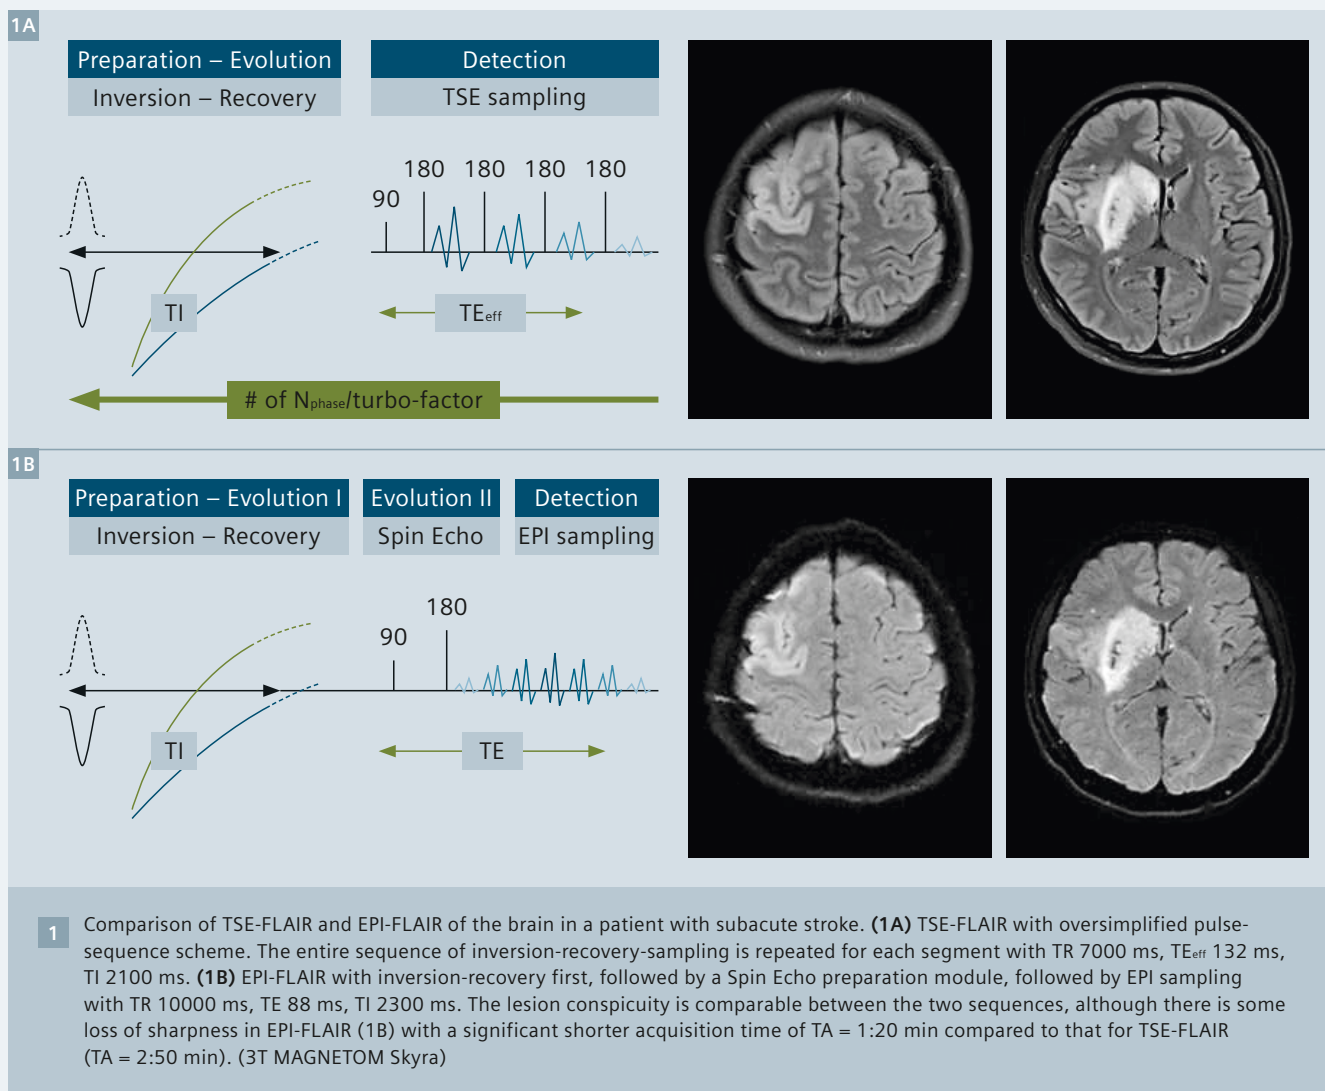 1A
Preparation – Evolution
Inversion – Recovery
Detection
TSE sampling
90
180 180 180 180
TI
TEeff
# of Nphase/turbo-factor
1B
Preparation – Evolution I
Inversion – Recovery
Evolution II
Spin Echo
Detection
EPI sampling
90
180
TI
TE
1
Comparison of TSE-FLAIR and EPI-FLAIR of the brain in a patient with subacute stroke. (1A) TSE-FLAIR with oversimplified pulse-
sequence scheme. The entire sequence of inversion-recovery-sampling is repeated for each segment with TR 7000 ms, TEeff 132 ms,
TI 2100 ms. (1B) EPI-FLAIR with inversion-recovery first, followed by a Spin Echo preparation module, followed by EPI sampling
with TR 10000 ms, TE 88 ms, TI 2300 ms. The lesion conspicuity is comparable between the two sequences, although there is some
loss of sharpness in EPI-FLAIR (1B) with a significant shorter acquisition time of TA = 1:20 min compared to that for TSE-FLAIR
(TA = 2:50 min). (3T MAGNETOM Skyra)